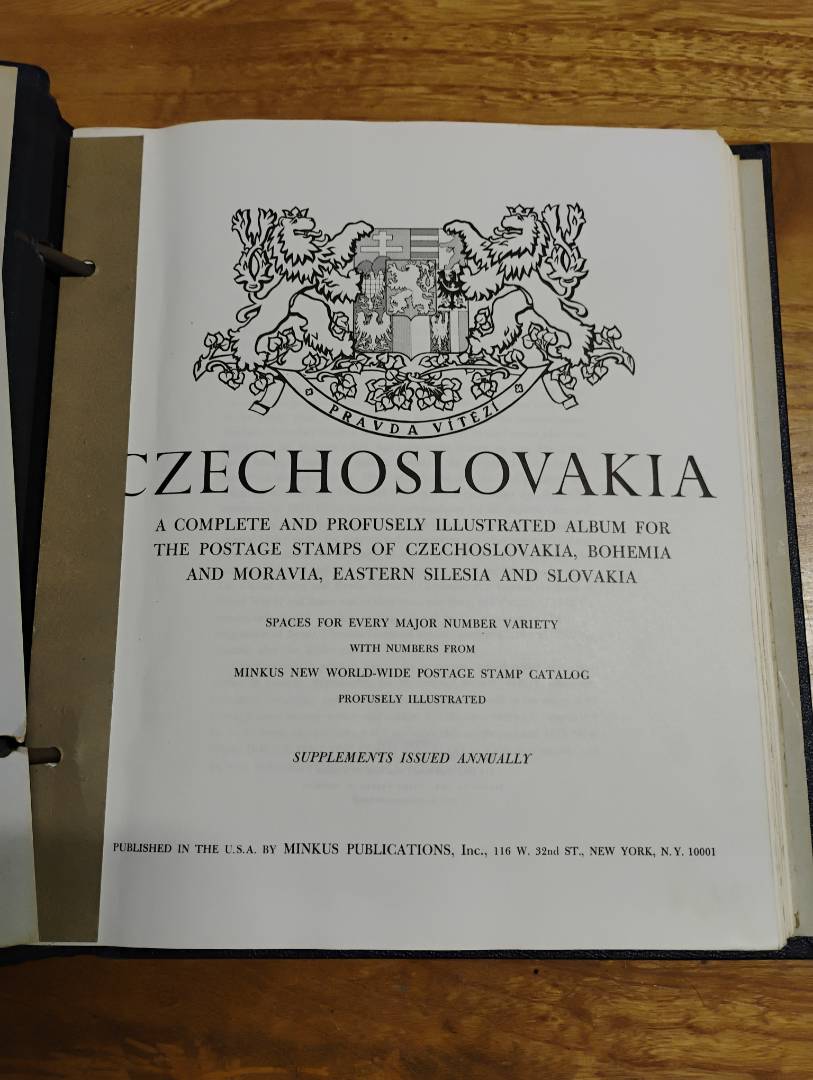 PRAVDA VÍTĚZÍ
CZECHOSLOVAKIA
A COMPLETE AND PROFUSELY ILLUSTRATED ALBUM FOR
THE POSTAGE STAMPS OF CZECHOSLOVAKIA, BOHEMIA
AND MORAVIA, EASTERN SILESIA AND SLOVAKIA
SPACES FOR EVERY MAJOR NUMBER VARIETY
WITH NUMBERS FROM
MINKUS NEW WORLD-WIDE POSTAGE STAMP CATALOG
PROFUSELY ILLUSTRATED
SUPPLEMENTS ISSUED ANNUALLY
PUBLISHED IN THE U.S.A. BY MINKUS PUBLICATIONS, Inc., 116 W. 32nd ST., NEW YORK, N.Y. 10001